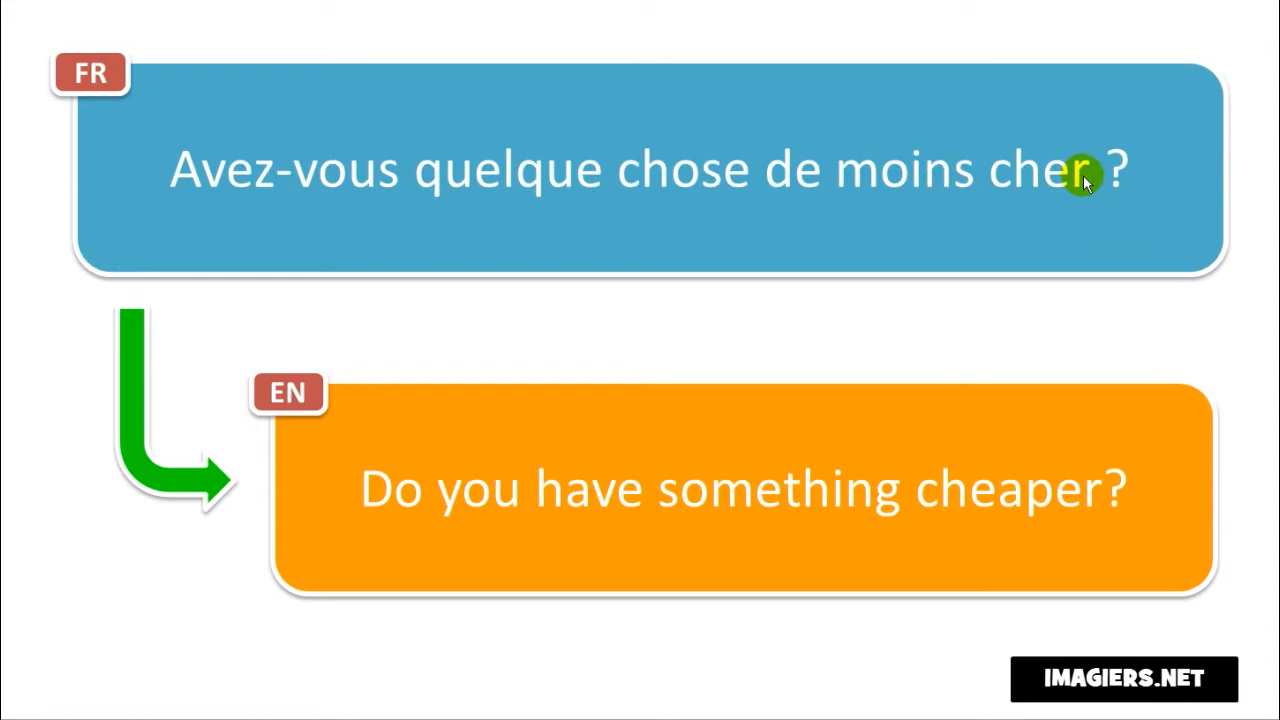 FR
Avez-vous quelque chose de moins cher ?
EN
Do you have something cheaper?
IMAGIERS.NET